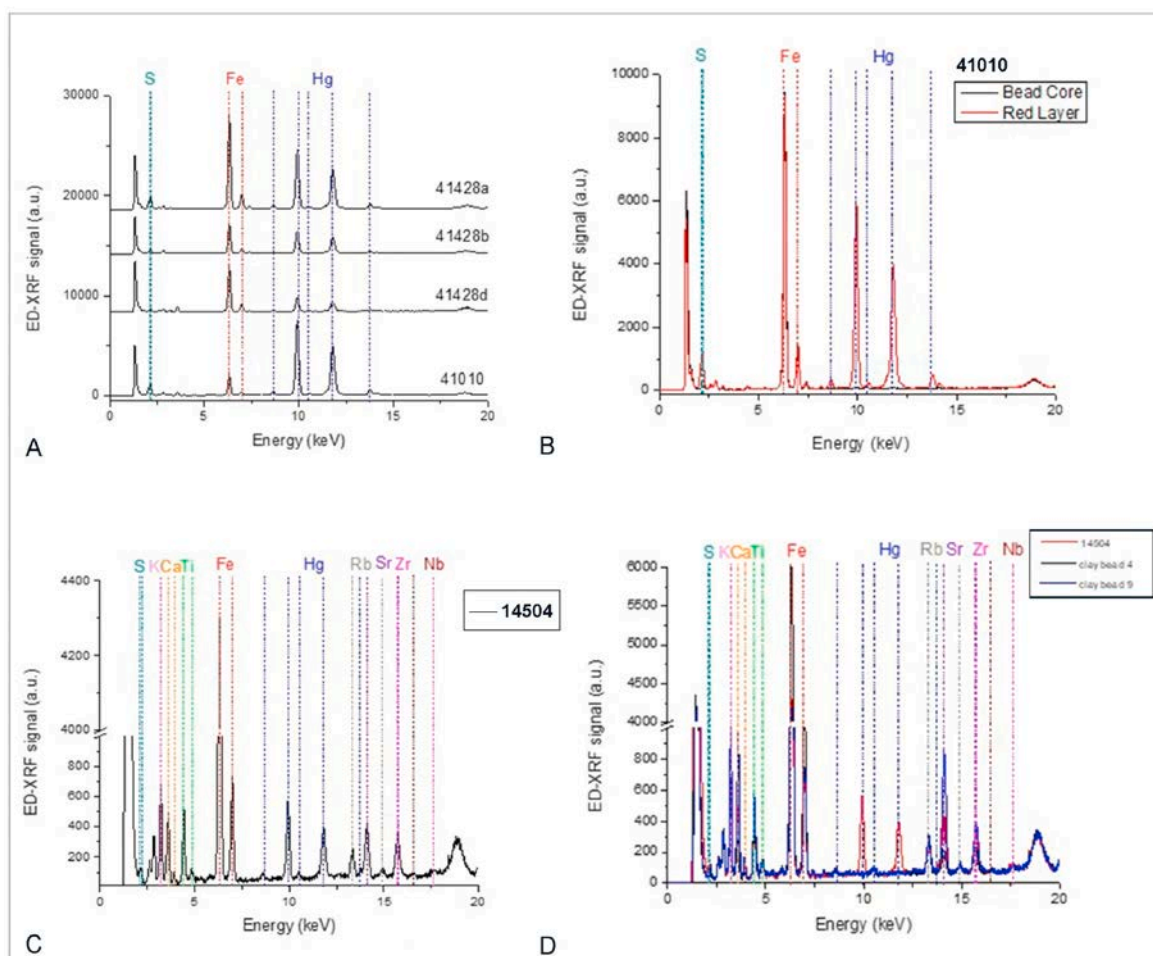 S Fe Hg
30000
20000
10000
0
ED-XRF signal (a.u.)
41428a
41428b
41428d
41010
0 5 10 15 20
Energy (keV)
A
S Fe Hg
41010
Bead Core
Red Layer
10000
8000
6000
4000
2000
0
ED-XRF signal (a.u.)
0 5 10 15 20
Energy (keV)
B
S K Ca Ti Fe Hg Rb Sr Zr Nb
14504
4400
4200
4000
800
600
400
200
ED-XRF signal (a.u.)
0 5 10 15 20
Energy (keV)
C
S K Ca Ti Fe Hg Rb Sr Zr Nb
14504
clay bead 4
clay bead 9
6000
5500
5000
4500
4000
800
600
400
200
0
ED-XRF signal (a.u.)
0 5 10 15 20
Energy (keV)
D